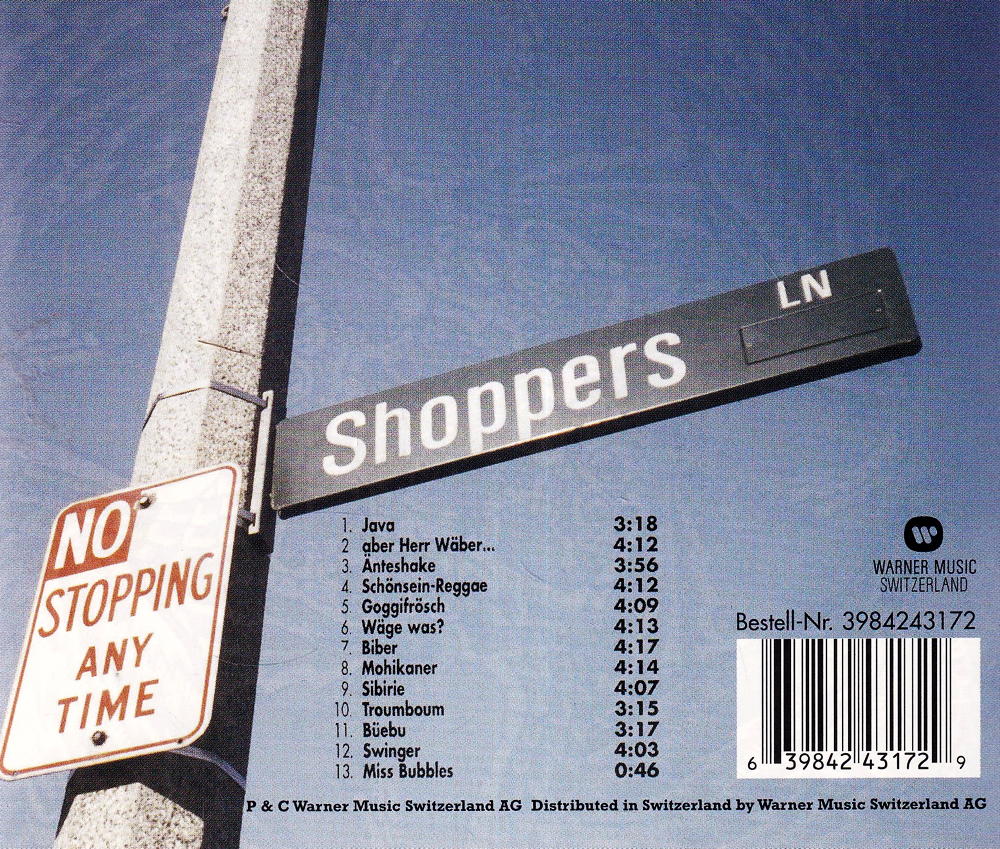 LN
Shoppers
NO
STOPPING
ANY
TIME
1. Java 3:18
2 aber Herr Wäber... 4:12
3. Änteshake 3:56
4. Schönsein-Reggae 4:12
5. Goggifrösch 4:09
6. Wäge was? 4:13
7. Biber 4:17
8. Mohikaner 4:14
9. Sibirie 4:07
10. Troumboum 3:15
11. Büebu 3:17
12. Swinger 4:03
13. Miss Bubbles 0:46
WARNER MUSIC
SWITZERLAND
Bestell-Nr. 3984243172
6 39842 43172 9
P & C Warner Music Switzerland AG Distributed in Switzerland by Warner Music Switzerland AG